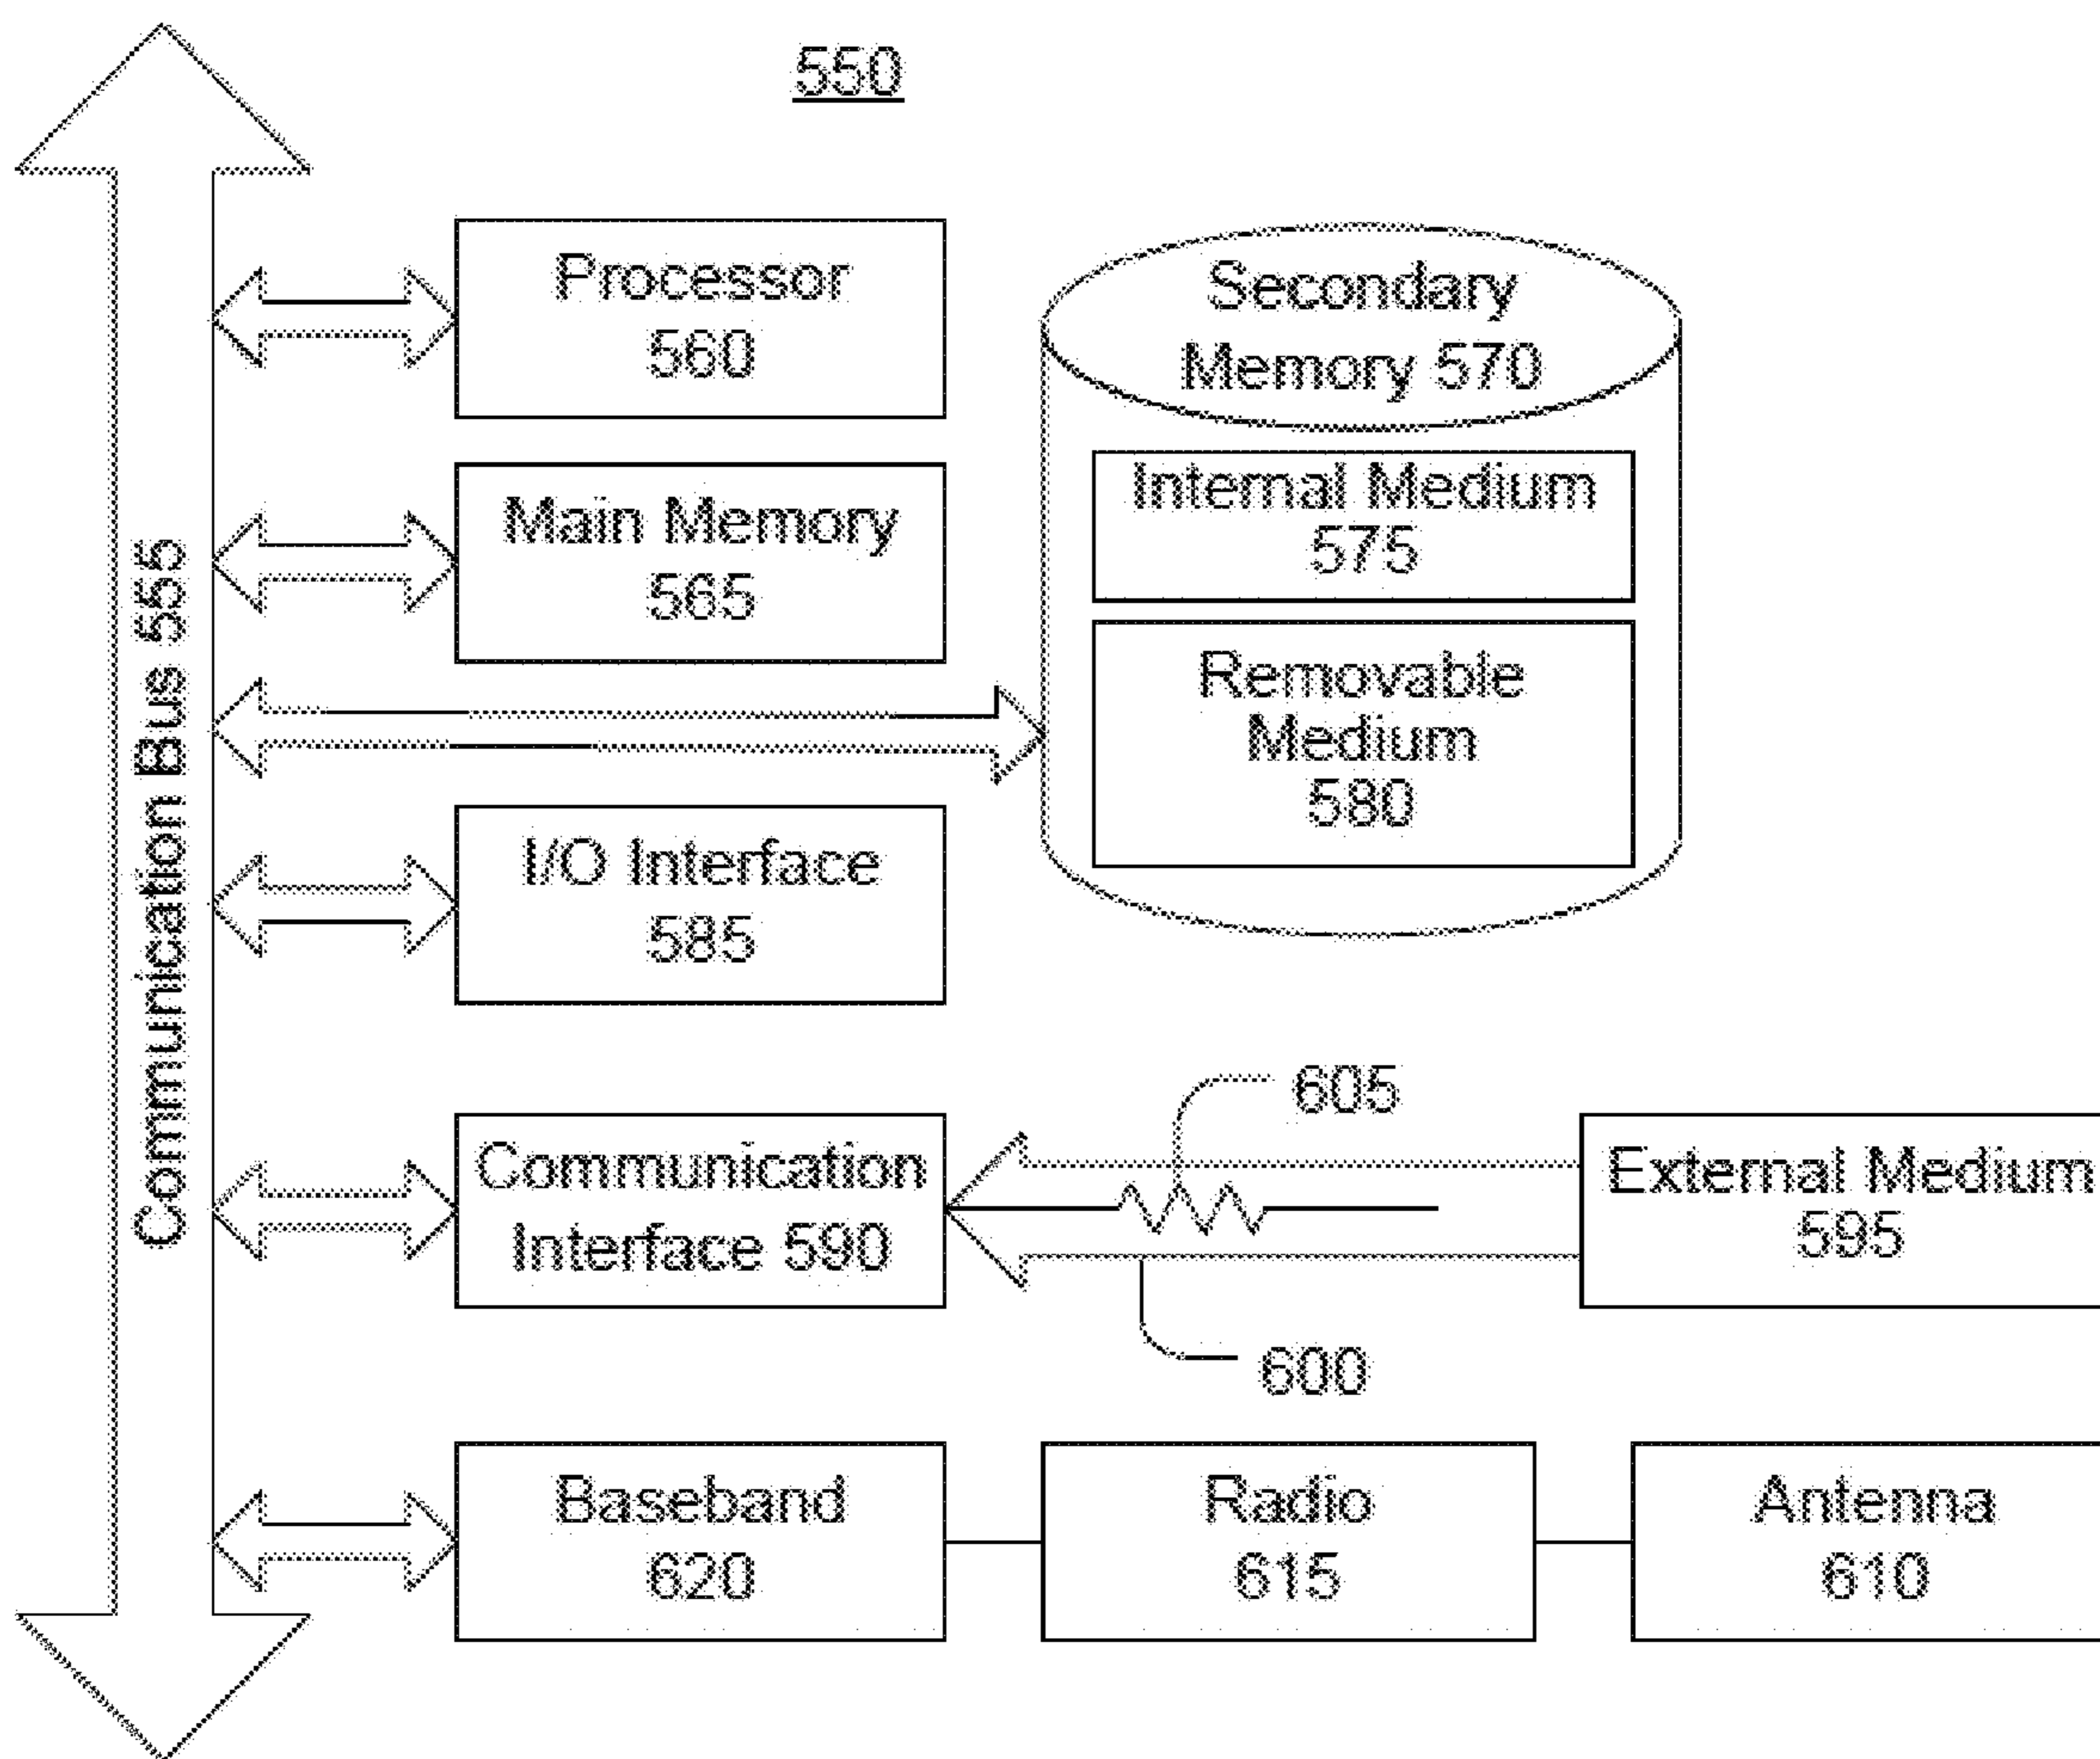 550
Communication Bus 555
Processor
560
Main Memory
565
Secondary
Memory 570
Internal Medium
575
Removable
Medium
580
I/O Interface
585
Communication
Interface 590
605
600
External Medium
595
Baseband
620
Radio
615
Antenna
610